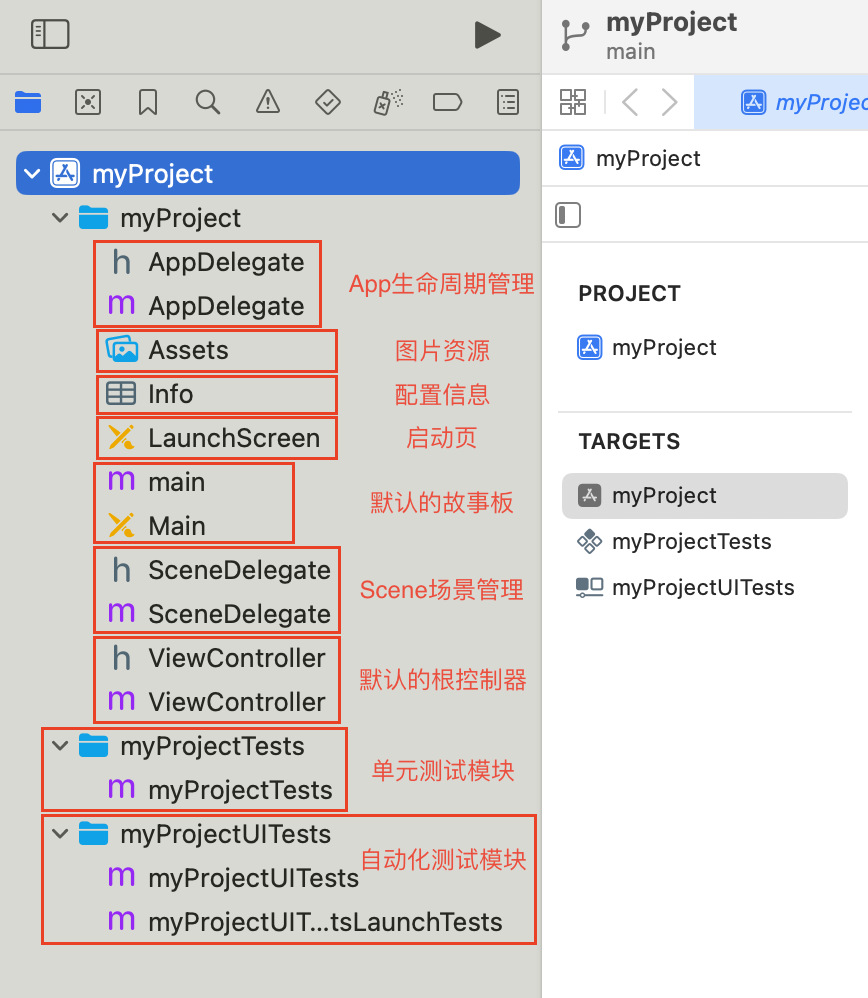 myProject
main
myProjec
myProject
myProject
myProject
AppDelegate
AppDelegate
App生命周期管理
Assets
图片资源
Info
配置信息
LaunchScreen
启动页
main
Main
默认的故事板
SceneDelegate
SceneDelegate
Scene场景管理
ViewController
ViewController
默认的根控制器
myProjectTests
myProjectTests
单元测试模块
myProjectUITests
myProjectUITests
自动化测试模块
myProjectUIT...tsLaunchTests
PROJECT
myProject
TARGETS
myProject
myProjectTests
myProjectUITests